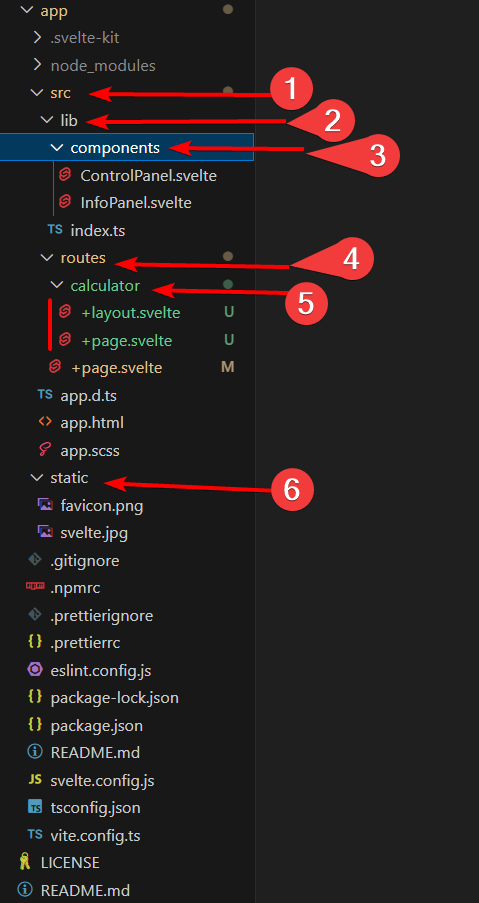 app
.svelte-kit
node_modules
src 1
lib 2
components 3
ControlPanel.svelte
InfoPanel.svelte
TS index.ts
routes 4
calculator 5
+layout.svelte U
+page.svelte U
+page.svelte M
TS app.d.ts
app.html
app.scss
static 6
favicon.png
svelte.jpg
.gitignore
npm .npmrc
.prettierignore
{} .prettierrc
eslint.config.js
{} package-lock.json
{} package.json
README.md
JS svelte.config.js
TS tsconfig.json
TS vite.config.ts
LICENSE
README.md